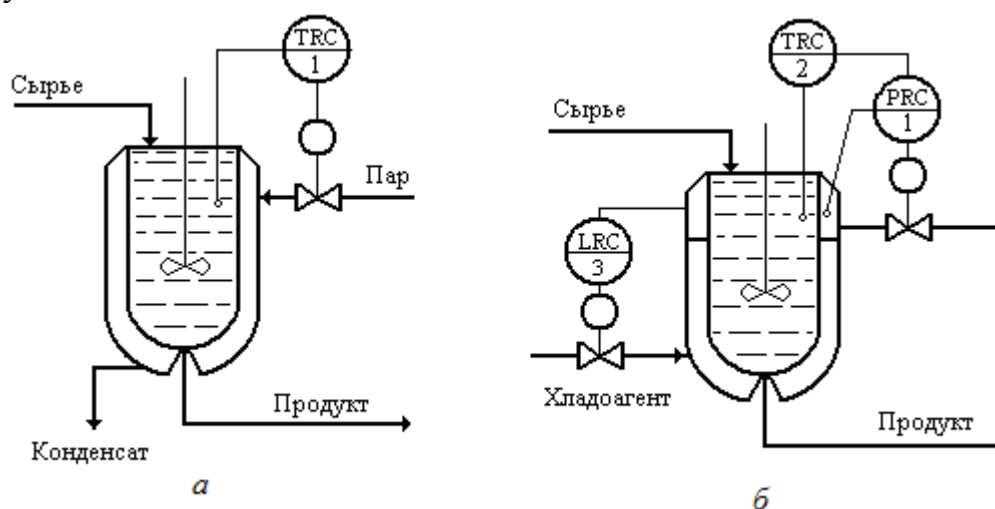 TRC
1
Сырье
Пар
Конденсат
Продукт
а
TRC
2
PRC
1
Сырье
LRC
3
Хладоагент
Продукт
б